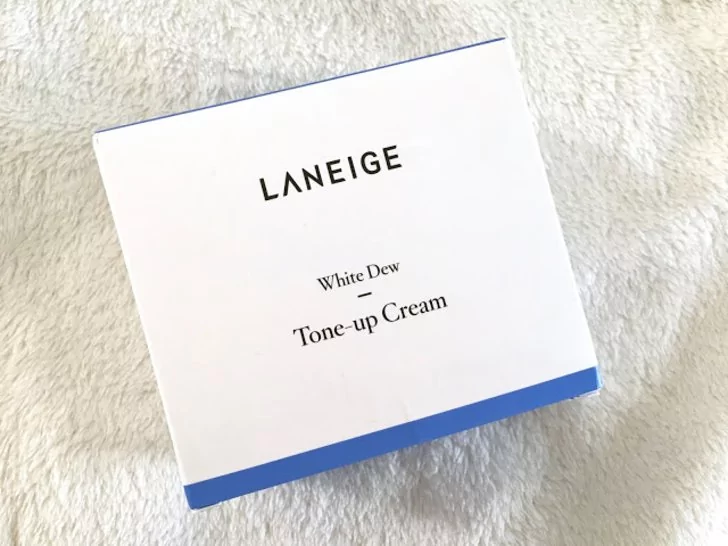 LANEIGE
White Dew
Tone-up Cream